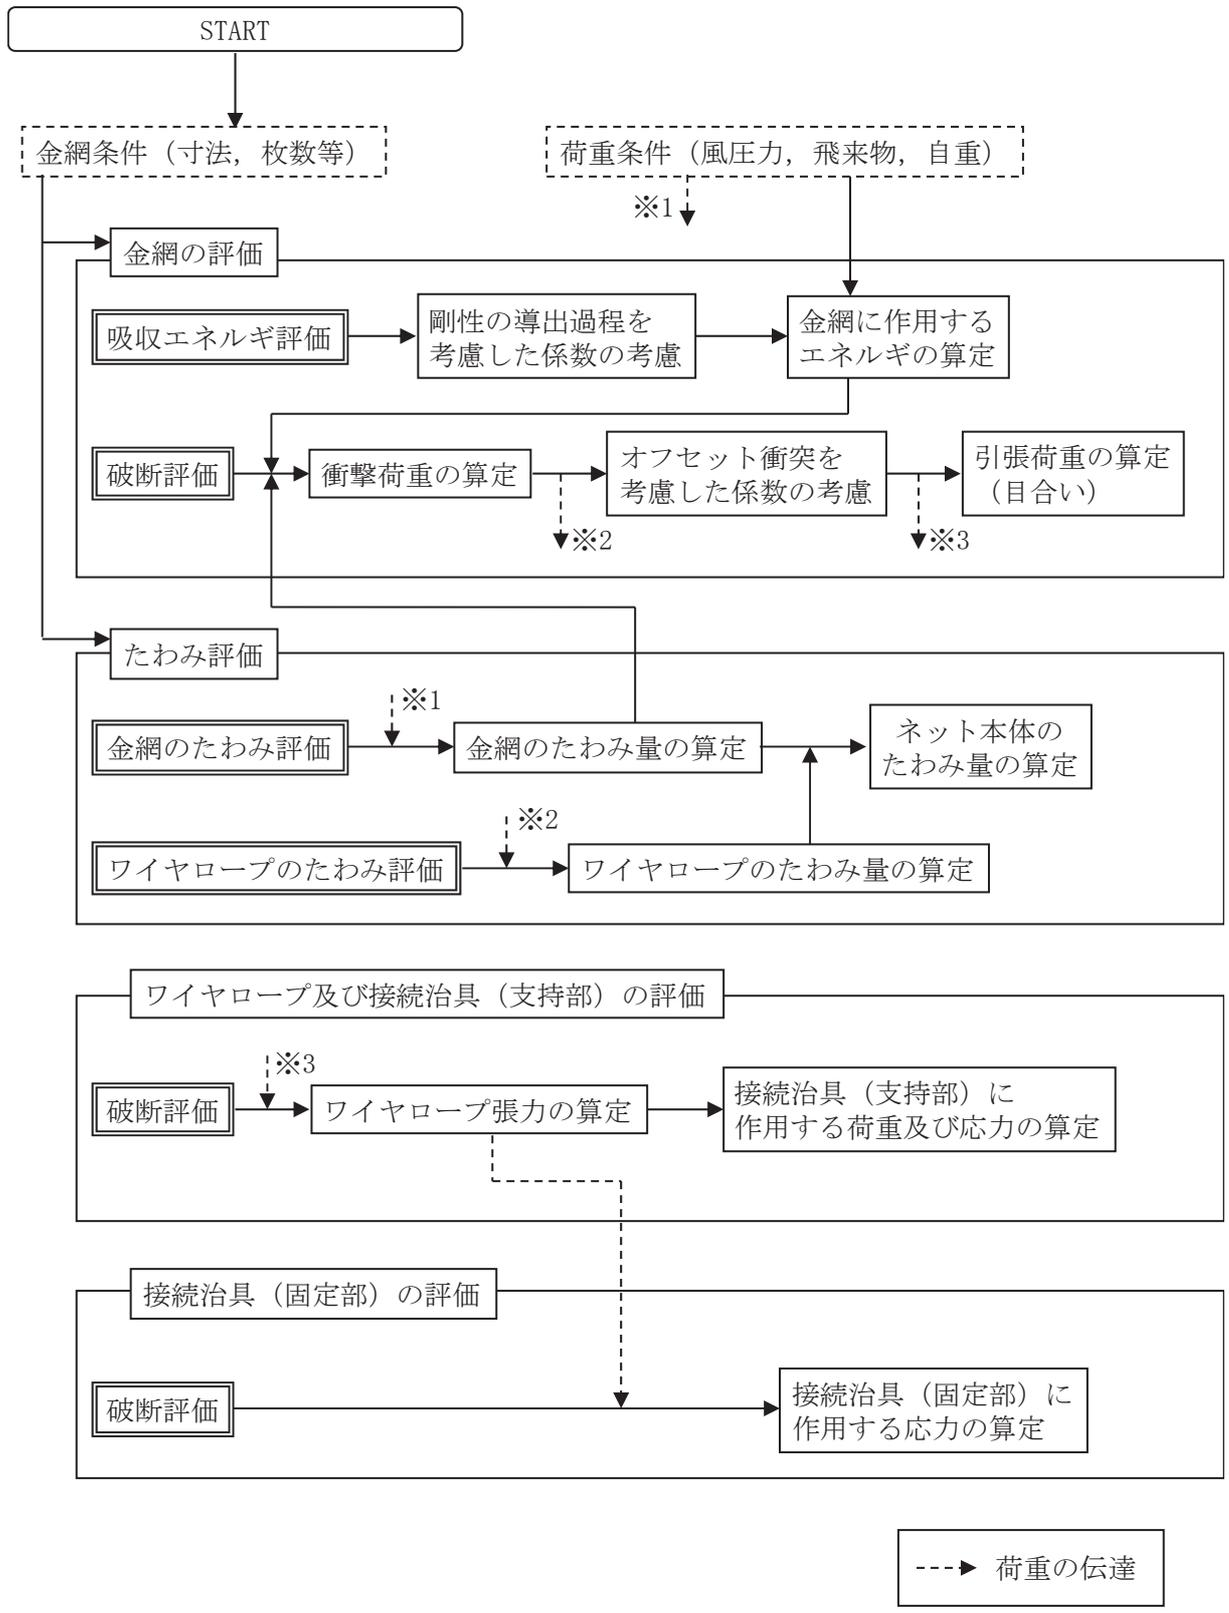 START
金網条件（寸法，枚数等）
荷重条件（風圧力，飛来物，自重）
※1
金網の評価
吸収エネルギ評価
剛性の導出過程を
考慮した係数の考慮
金網に作用する
エネルギの算定
破断評価
衝撃荷重の算定
オフセット衝突を
考慮した係数の考慮
引張荷重の算定
（目合い）
※2
※3
たわみ評価
※1
金網のたわみ評価
金網のたわみ量の算定
ネット本体の
たわみ量の算定
※2
ワイヤロープのたわみ評価
ワイヤロープのたわみ量の算定
ワイヤロープ及び接続治具（支持部）の評価
※3
破断評価
ワイヤロープ張力の算定
接続治具（支持部）に
作用する荷重及び応力の算定
接続治具（固定部）の評価
破断評価
接続治具（固定部）に
作用する応力の算定
荷重の伝達